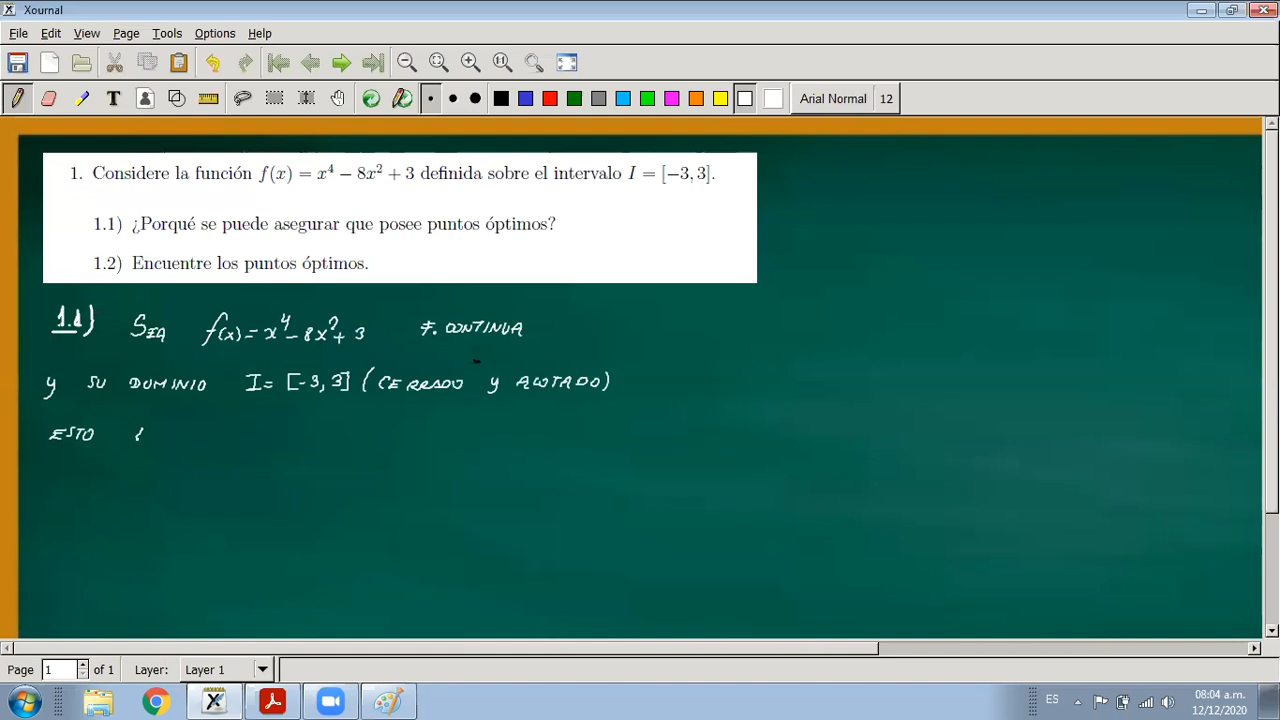 Xournal
File Edit View Page Tools Options Help
Arial Normal 12
1. Considere la función f(x) = x⁴ − 8x² + 3 definida sobre el intervalo I = [−3, 3].
1.1) ¿Porqué se puede asegurar que posee puntos óptimos?
1.2) Encuentre los puntos óptimos.
1.1) SEA f(x) = x⁴ − 8x² + 3 F. CONTINUA
y SU DOMINIO I = [-3, 3] (CERRADO y ACOTADO)
ESTO
Page 1 of 1 Layer: Layer 1
ES 08:04 a.m.
12/12/2020